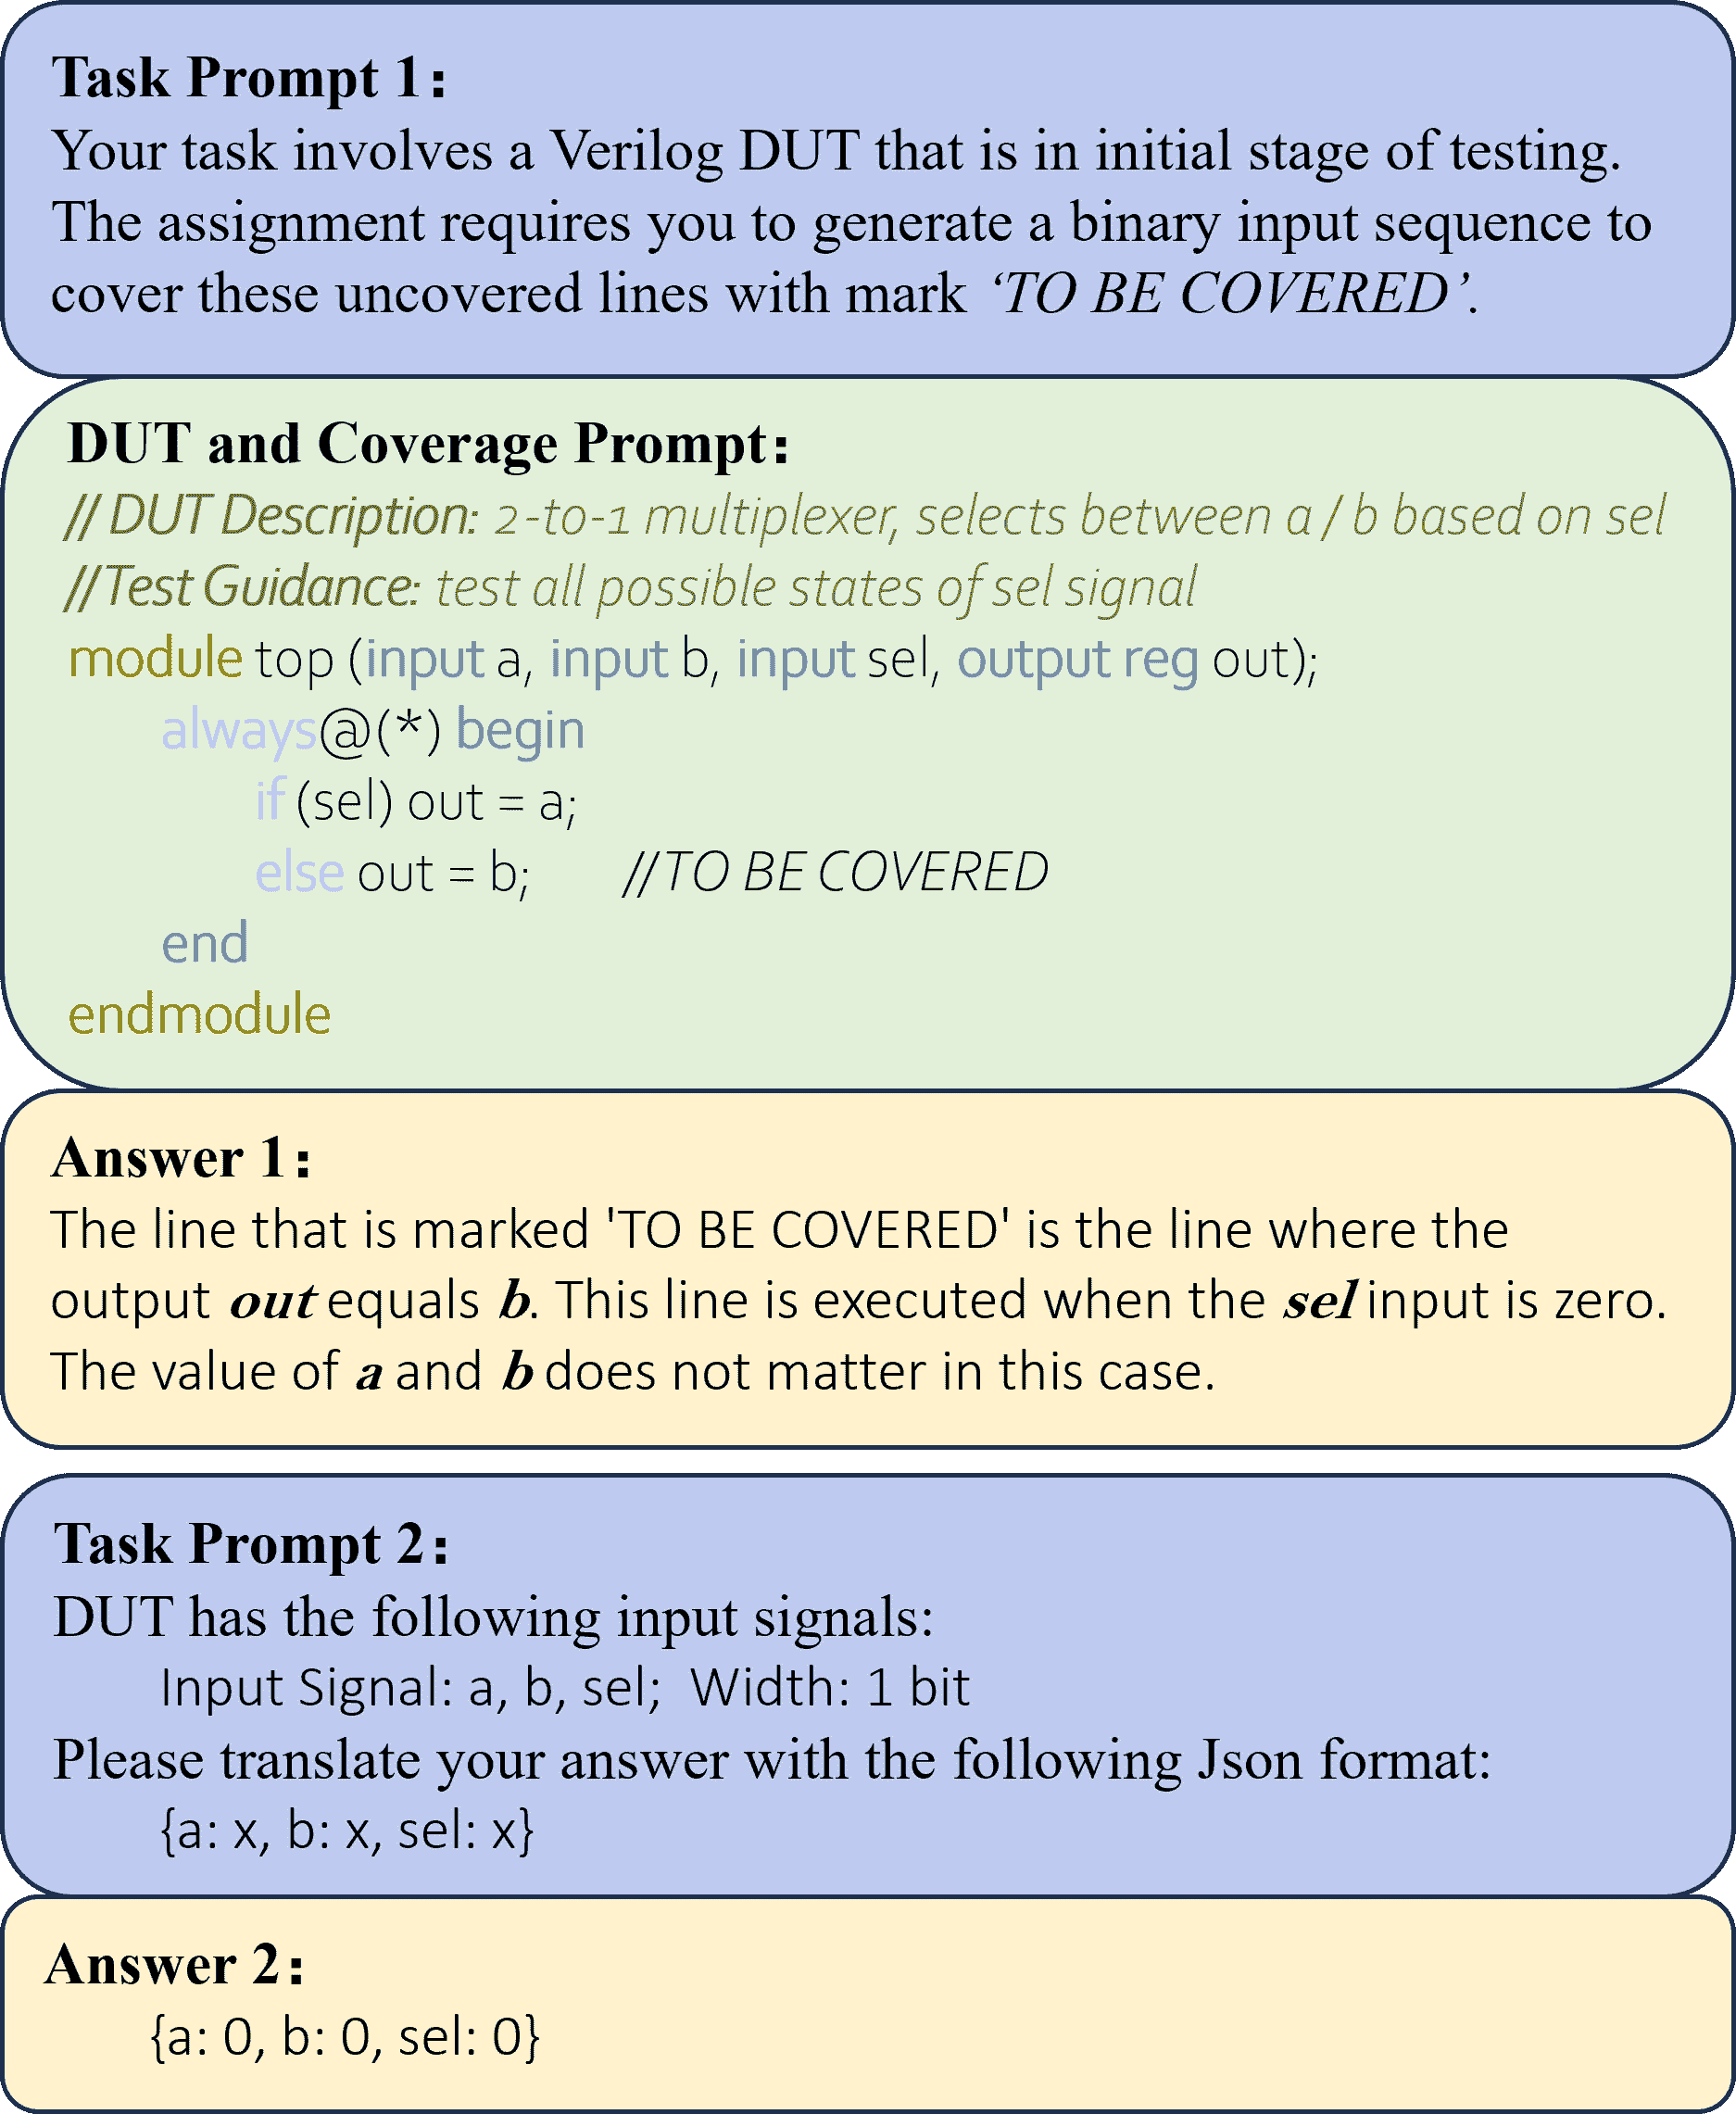 Task Prompt 1:
Your task involves a Verilog DUT that is in initial stage of testing.
The assignment requires you to generate a binary input sequence to
cover these uncovered lines with mark ‘TO BE COVERED’.
DUT and Coverage Prompt:
// DUT Description: 2-to-1 multiplexer, selects between a / b based on sel
//Test Guidance: test all possible states of sel signal
module top (input a, input b, input sel, output reg out);
always@(*) begin
if (sel) out = a;
else out = b; //TO BE COVERED
end
endmodule
Answer 1:
The line that is marked 'TO BE COVERED' is the line where the
output out equals b. This line is executed when the sel input is zero.
The value of a and b does not matter in this case.
Task Prompt 2:
DUT has the following input signals:
Input Signal: a, b, sel; Width: 1 bit
Please translate your answer with the following Json format:
{a: x, b: x, sel: x}
Answer 2:
{a: 0, b: 0, sel: 0}